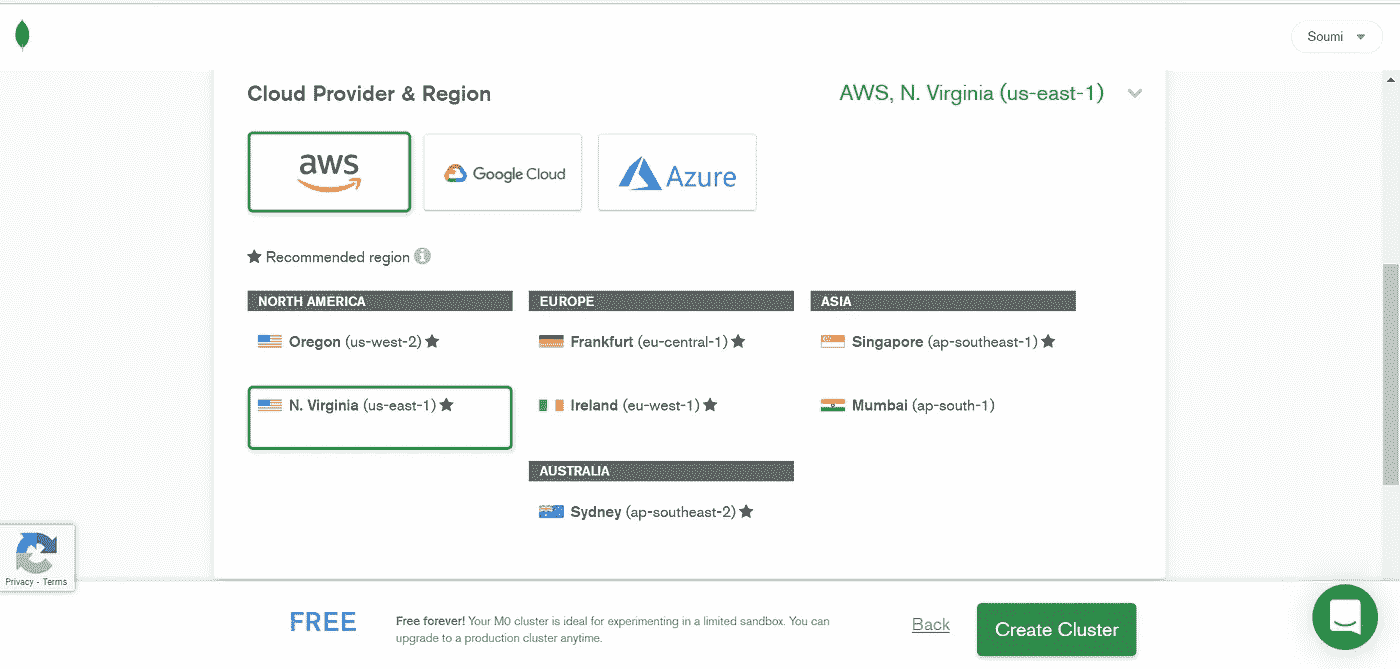 Soumi
Cloud Provider & Region
AWS, N. Virginia (us-east-1)
aws
Google Cloud
Azure
★ Recommended region
NORTH AMERICA
Oregon (us-west-2) ★
N. Virginia (us-east-1) ★
EUROPE
Frankfurt (eu-central-1) ★
Ireland (eu-west-1) ★
AUSTRALIA
Sydney (ap-southeast-2) ★
ASIA
Singapore (ap-southeast-1) ★
Mumbai (ap-south-1)
Privacy - Terms
FREE
Free forever! Your M0 cluster is ideal for experimenting in a limited sandbox. You can
upgrade to a production cluster anytime.
Back
Create Cluster